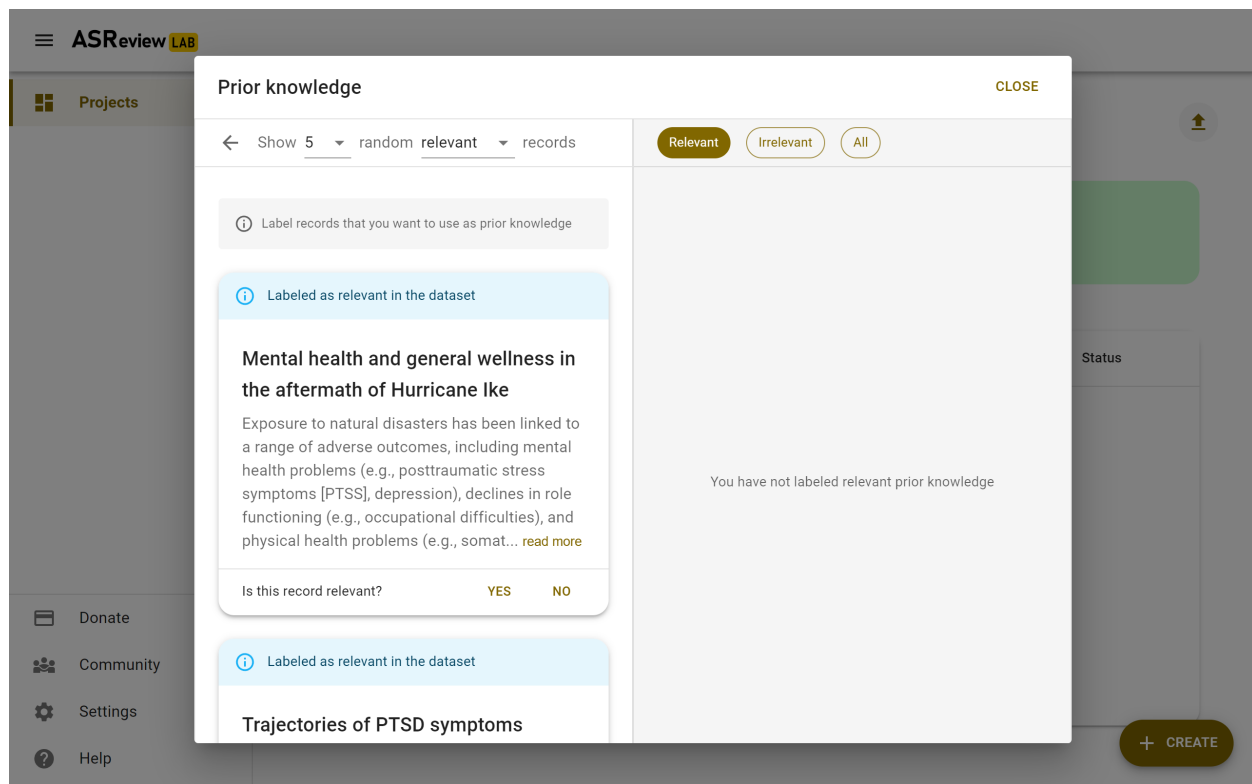 ASReview LAB
Projects
Donate
Community
Settings
Help
Prior knowledge
CLOSE
Show 5 random relevant records
Label records that you want to use as prior knowledge
Labeled as relevant in the dataset
Mental health and general wellness in
the aftermath of Hurricane Ike
Exposure to natural disasters has been linked to
a range of adverse outcomes, including mental
health problems (e.g., posttraumatic stress
symptoms [PTSS], depression), declines in role
functioning (e.g., occupational difficulties), and
physical health problems (e.g., somat... read more
Is this record relevant? YES NO
Labeled as relevant in the dataset
Trajectories of PTSD symptoms
Relevant Irrelevant All
You have not labeled relevant prior knowledge
Status
CREATE